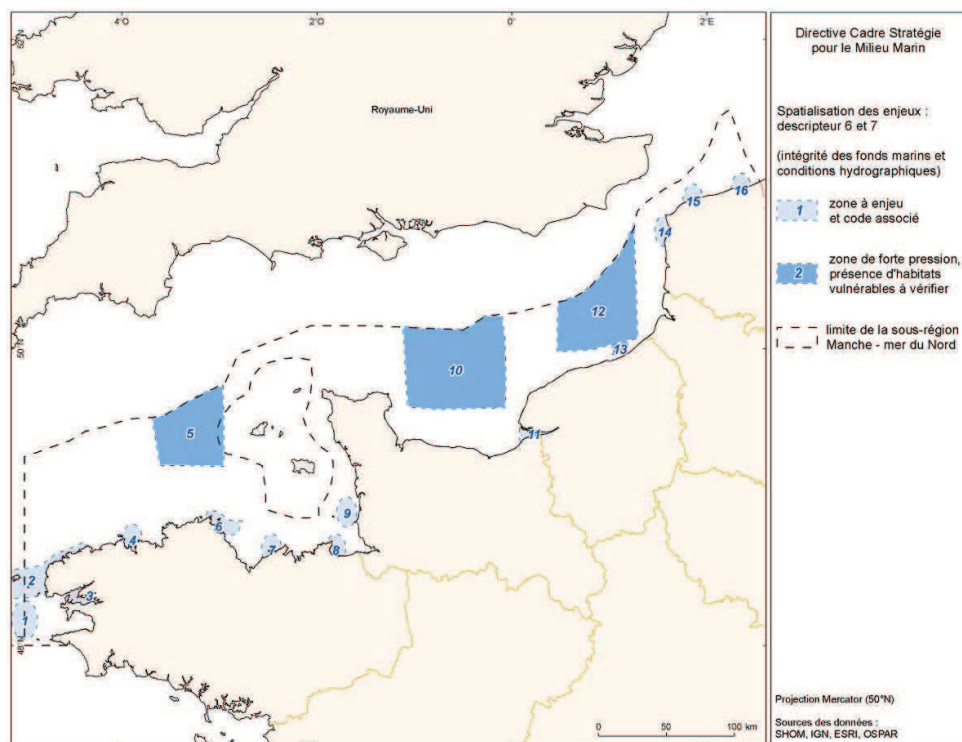 4°O
2°O
0°
2°E
52°N
50°N
48°N
Royaume-Uni
1
2
3
4
5
6
7
8
9
10
11
12
13
14
15
16
0 50 100 km
Directive Cadre Stratégie
pour le Milieu Marin
Spatialisation des enjeux :
descripteur 6 et 7
(intégrité des fonds marins et
conditions hydrographiques)
1
zone à enjeu
et code associé
2
zone de forte pression,
présence d'habitats
vulnérables à vérifier
limite de la sous-région
Manche - mer du Nord
Projection Mercator (50°N)
Sources des données :
SHOM, IGN, ESRI, OSPAR